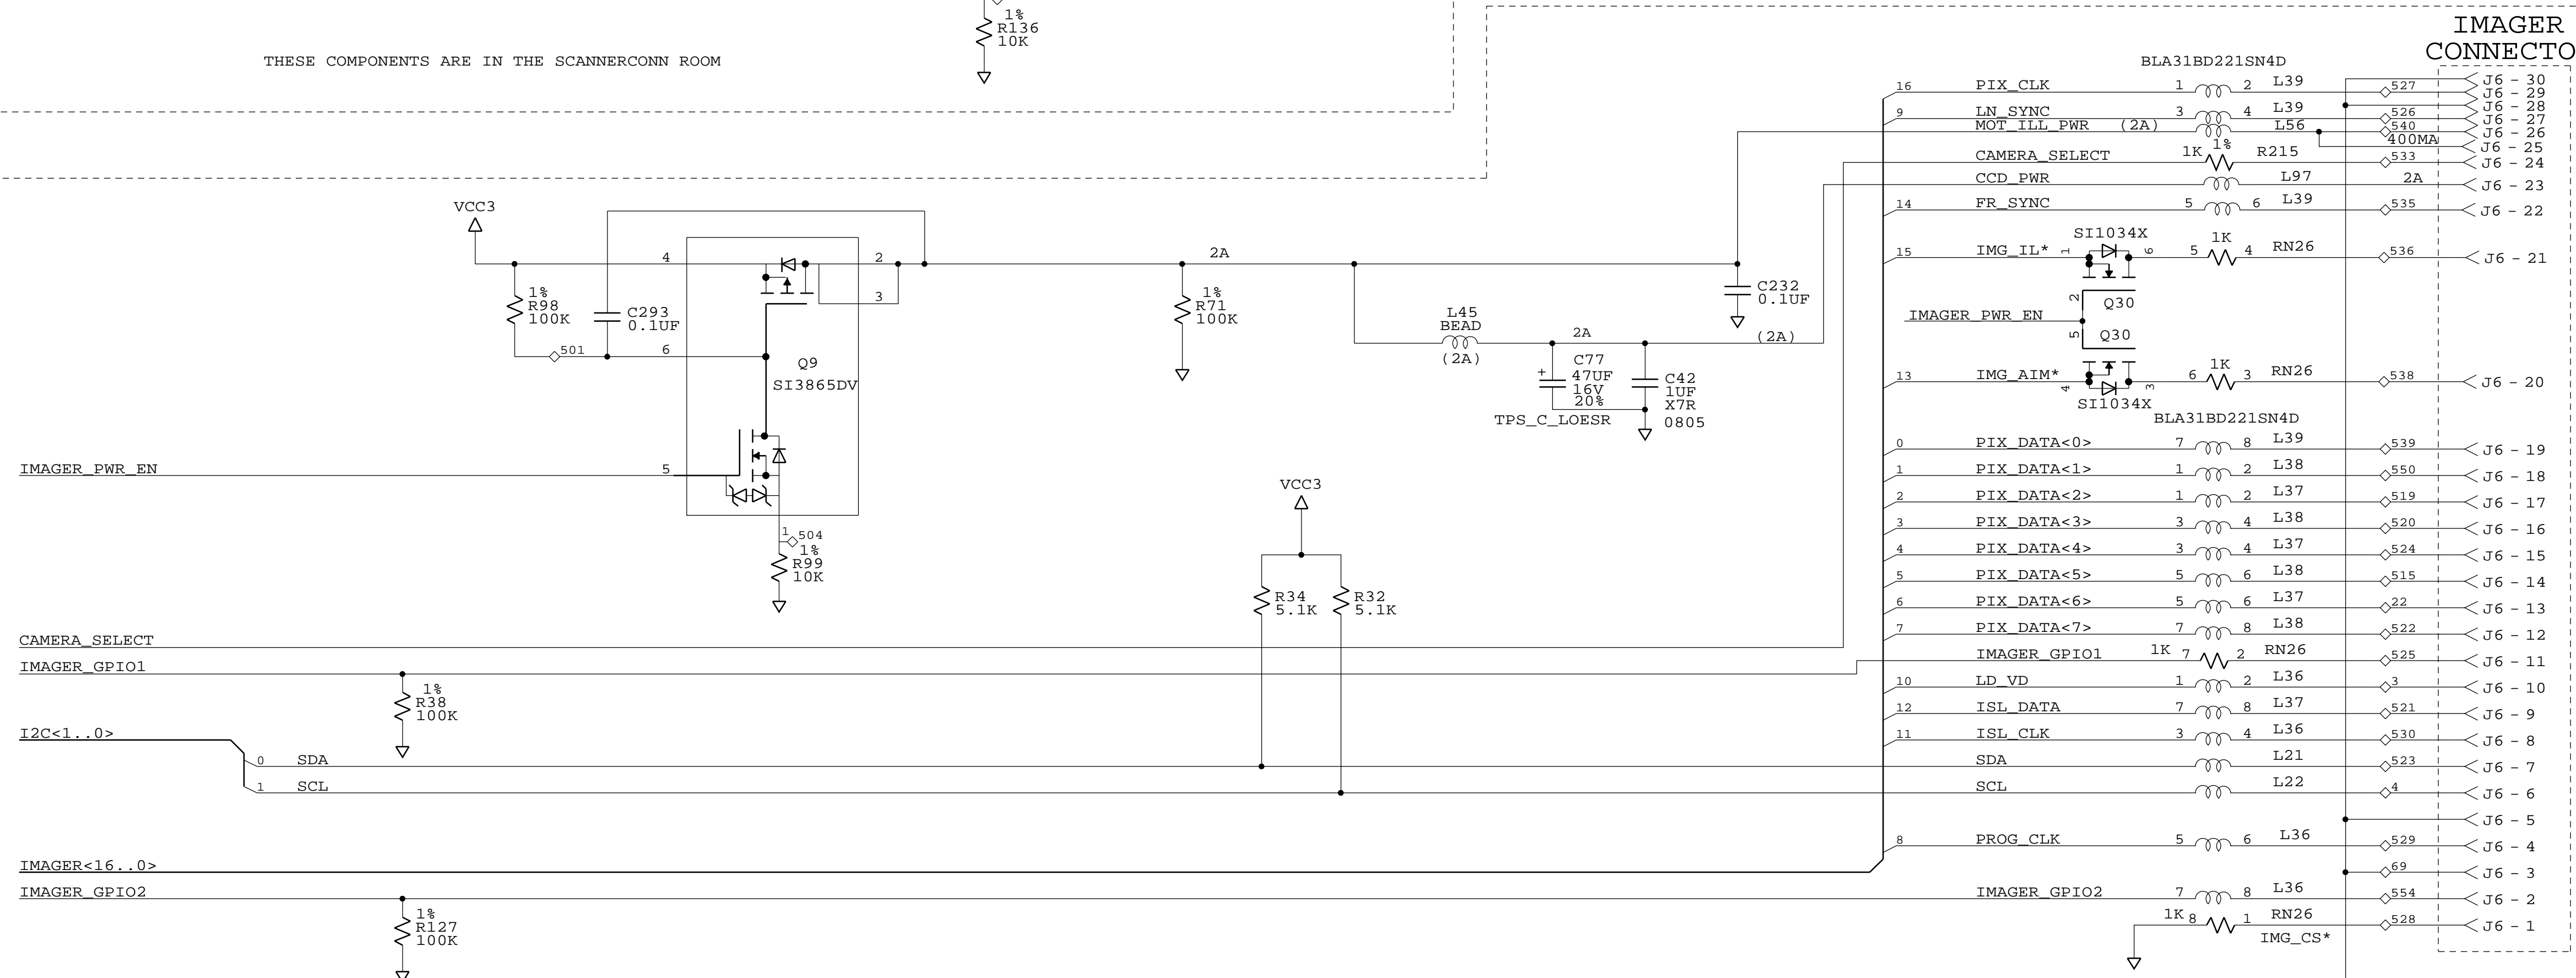 1%
R136
10K
THESE COMPONENTS ARE IN THE SCANNERCONN ROOM
IMAGER
CONNECTO
BLA31BD221SN4D
16 PIX_CLK 1 2 L39 527 J6 - 30
J6 - 29
9 LN_SYNC 3 4 L39 526 J6 - 28
J6 - 27
MOT_ILL_PWR (2A) L56 540 J6 - 26
400MA J6 - 25
CAMERA_SELECT 1K 1% R215 533 J6 - 24
CCD_PWR L97 2A J6 - 23
14 FR_SYNC 5 6 L39 535 J6 - 22
SI1034X
15 IMG_IL* 1 6 5 1K 4 RN26 536 J6 - 21
2 Q30
IMAGER_PWR_EN
5 Q30
13 IMG_AIM* 4 3 6 1K 3 RN26 538 J6 - 20
SI1034X
BLA31BD221SN4D
0 PIX_DATA<0> 7 8 L39 539 J6 - 19
1 PIX_DATA<1> 1 2 L38 550 J6 - 18
2 PIX_DATA<2> 1 2 L37 519 J6 - 17
3 PIX_DATA<3> 3 4 L38 520 J6 - 16
4 PIX_DATA<4> 3 4 L37 524 J6 - 15
5 PIX_DATA<5> 5 6 L38 515 J6 - 14
6 PIX_DATA<6> 5 6 L37 22 J6 - 13
7 PIX_DATA<7> 7 8 L38 522 J6 - 12
IMAGER_GPIO1 1K 7 2 RN26 525 J6 - 11
10 LD_VD 1 2 L36 3 J6 - 10
12 ISL_DATA 7 8 L37 521 J6 - 9
11 ISL_CLK 3 4 L36 530 J6 - 8
SDA L21 523 J6 - 7
SCL L22 4 J6 - 6
J6 - 5
8 PROG_CLK 5 6 L36 529 J6 - 4
69 J6 - 3
IMAGER_GPIO2 7 8 L36 554 J6 - 2
1K 8 1 RN26 528 J6 - 1
IMG_CS*
VCC3
4 2 2A
3
1%
R98
100K
C293
0.1UF
501 6
Q9
SI3865DV
1%
R71
100K
C232
0.1UF
L45
BEAD
(2A)
2A (2A)
+ C77
47UF
16V
20%
TPS_C_LOESR
C42
1UF
X7R
0805
IMAGER_PWR_EN 5
1 504
1%
R99
10K
VCC3
R34
5.1K
R32
5.1K
CAMERA_SELECT
IMAGER_GPIO1
1%
R38
100K
I2C<1..0>
0 SDA
1 SCL
IMAGER<16..0>
IMAGER_GPIO2
1%
R127
100K